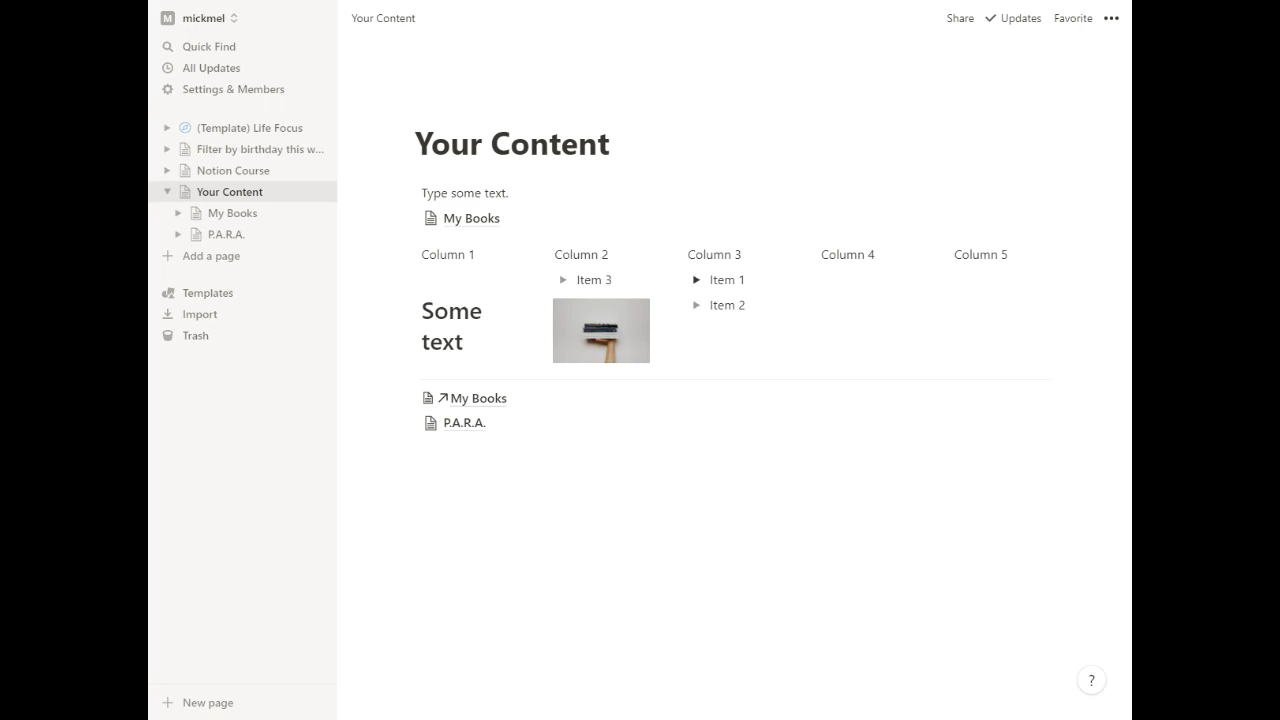 M mickmel
Quick Find
All Updates
Settings & Members
(Template) Life Focus
Filter by birthday this w...
Notion Course
Your Content
My Books
P.A.R.A.
Add a page
Templates
Import
Trash
New page
Your Content
Share Updates Favorite
Your Content
Type some text.
My Books
Column 1 Column 2 Column 3 Column 4 Column 5
Item 3 Item 1
Item 2
Some
text
My Books
P.A.R.A.
?